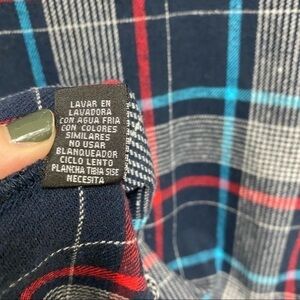 LAVAR EN
LAVADORA
CON AGUA FRIA
CON COLORES
SIMILARES
NO USAR
BLANQUEADOR
CICLO LENTO
PLANCHA TIBIA SISE
NECESITA